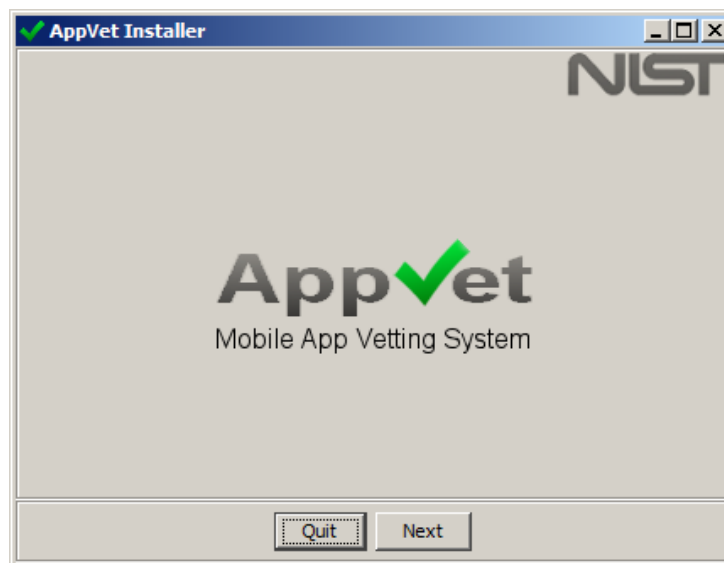 AppVet Installer
NIST
AppVet
Mobile App Vetting System
Quit
Next